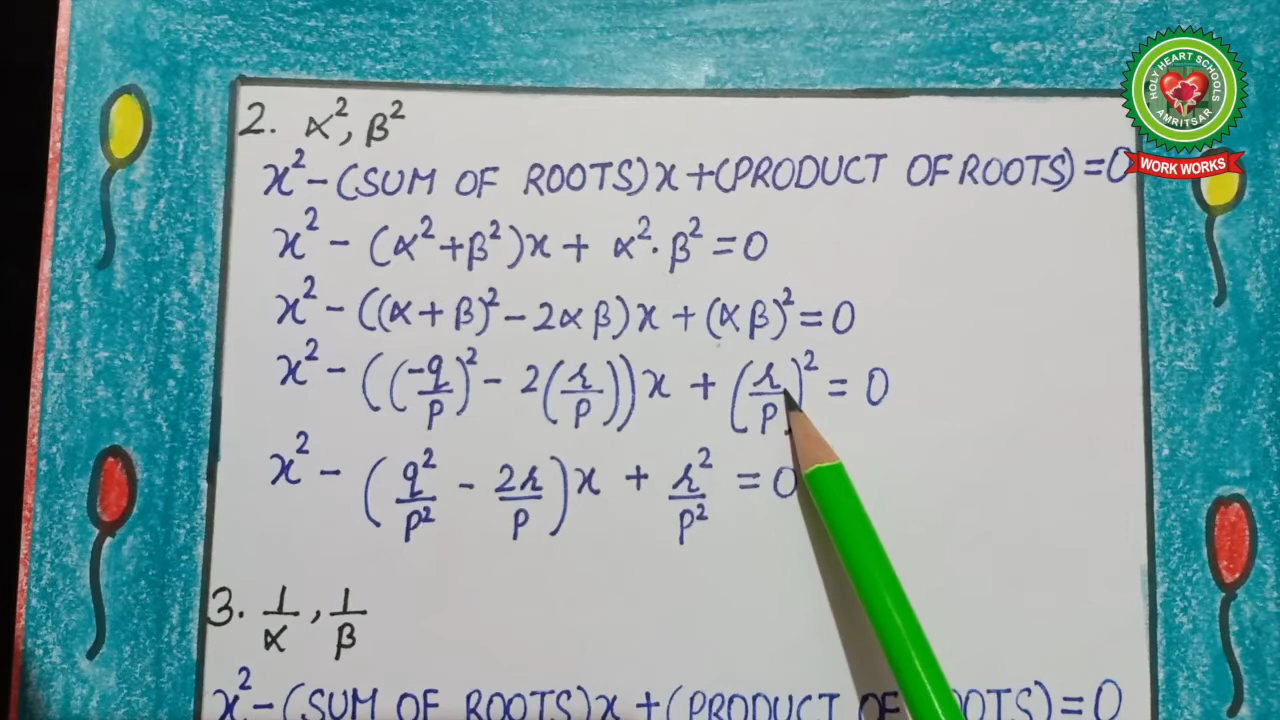 HOLY HEART SCHOOLS
AMRITSAR
WORK WORKS
2. α², β²
x² - (SUM OF ROOTS)x + (PRODUCT OF ROOTS) = 0
x² - (α² + β²)x + α² · β² = 0
x² - ((α + β)² - 2αβ)x + (αβ)² = 0
x² - ((-q/p)² - 2(r/p))x + (r/p)² = 0
x² - (q²/p² - 2r/p)x + r²/p² = 0
3. 1/α, 1/β
x² - (SUM OF ROOTS)x + (PRODUCT OF ROOTS) = 0